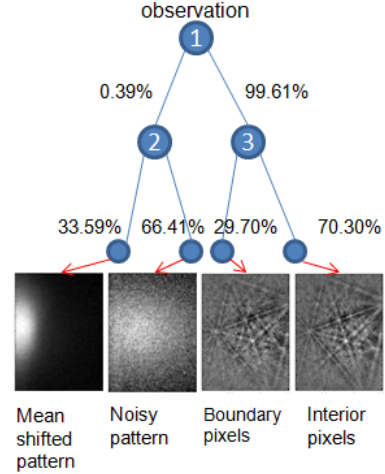 observation
1
0.39% 99.61%
2 3
33.59% 66.41% 29.70% 70.30%
Mean Noisy Boundary Interior
shifted pattern pixels pixels
pattern